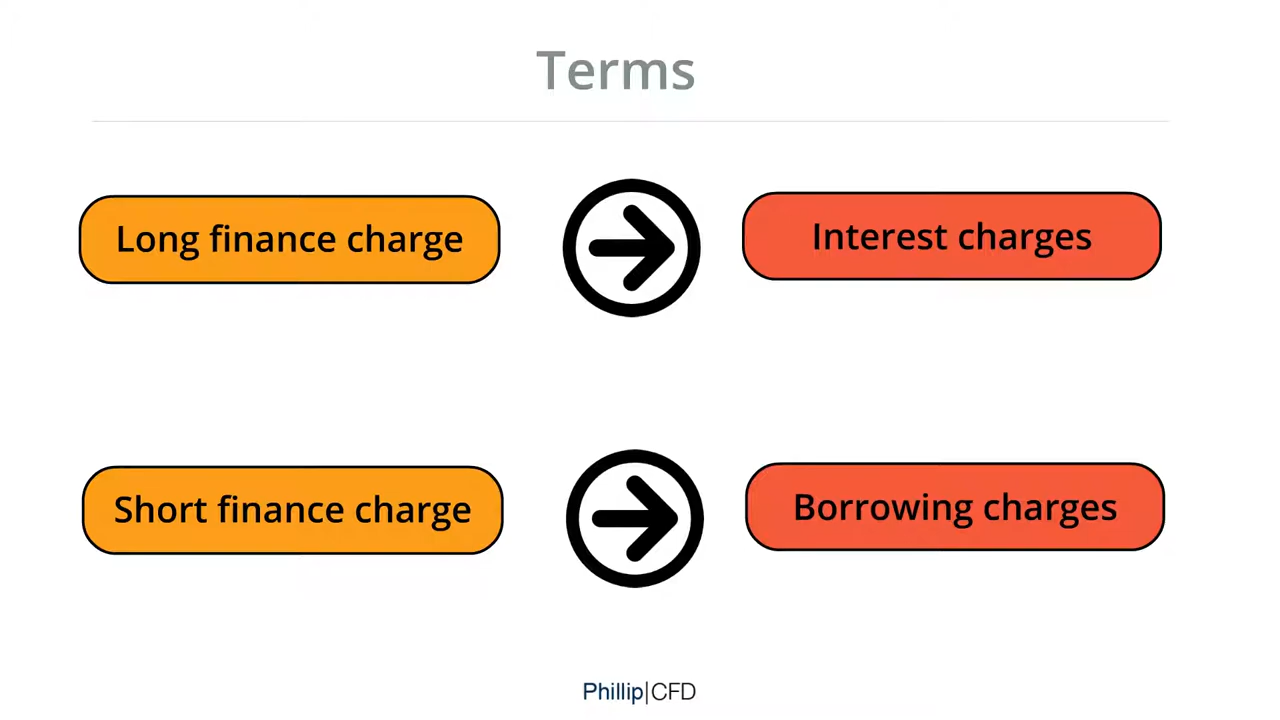 Terms
Long finance charge
Interest charges
Short finance charge
Borrowing charges
Phillip|CFD